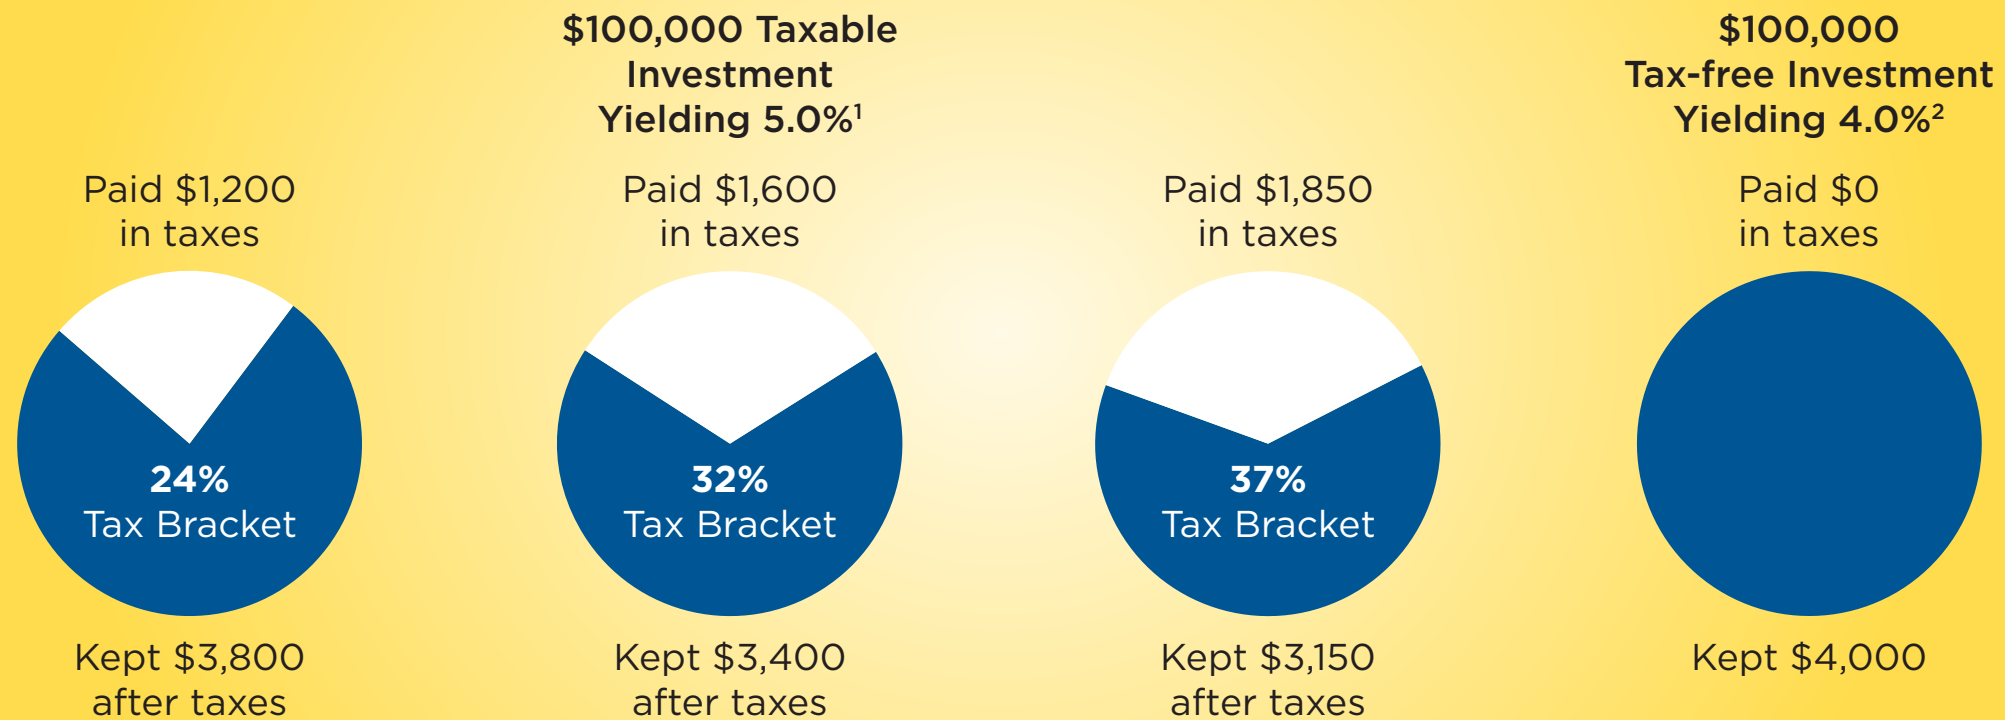 $100,000 Taxable
Investment
Yielding 5.0%¹
$100,000
Tax-free Investment
Yielding 4.0%²
Paid $1,200
in taxes
Paid $1,600
in taxes
Paid $1,850
in taxes
Paid $0
in taxes
24%
Tax Bracket
32%
Tax Bracket
37%
Tax Bracket
Kept $3,800
after taxes
Kept $3,400
after taxes
Kept $3,150
after taxes
Kept $4,000